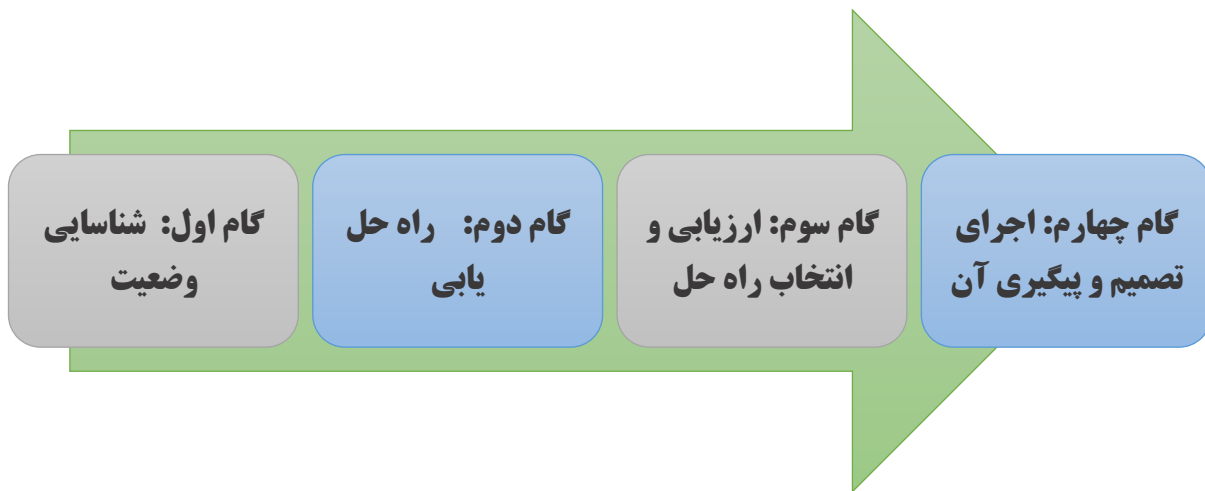 گام اول: شناسایی
وضعیت
گام دوم: راه حل
یابی
گام سوم: ارزیابی و
انتخاب راه حل
گام چهارم: اجرای
تصمیم و پیگیری آن